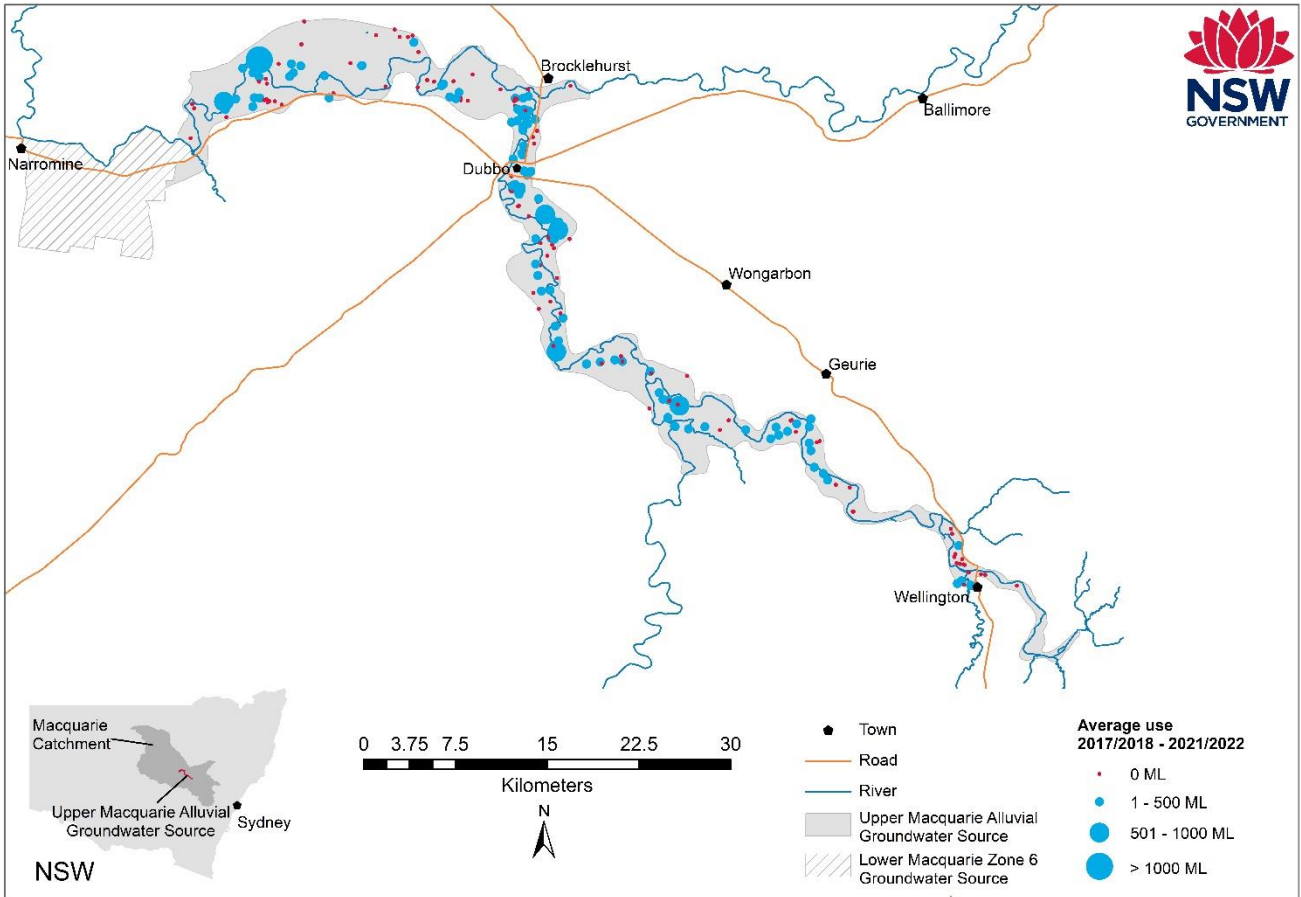 NSW
GOVERNMENT
Brocklehurst
Ballimore
Narromine
Dubbo
Wongarbon
Geurie
Wellington
Macquarie
Catchment
Upper Macquarie Alluvial
Groundwater Source
Sydney
NSW
0 3.75 7.5 15 22.5 30
Kilometers
N
Town
Road
River
Upper Macquarie Alluvial
Groundwater Source
Lower Macquarie Zone 6
Groundwater Source
Average use
2017/2018 - 2021/2022
0 ML
1 - 500 ML
501 - 1000 ML
> 1000 ML